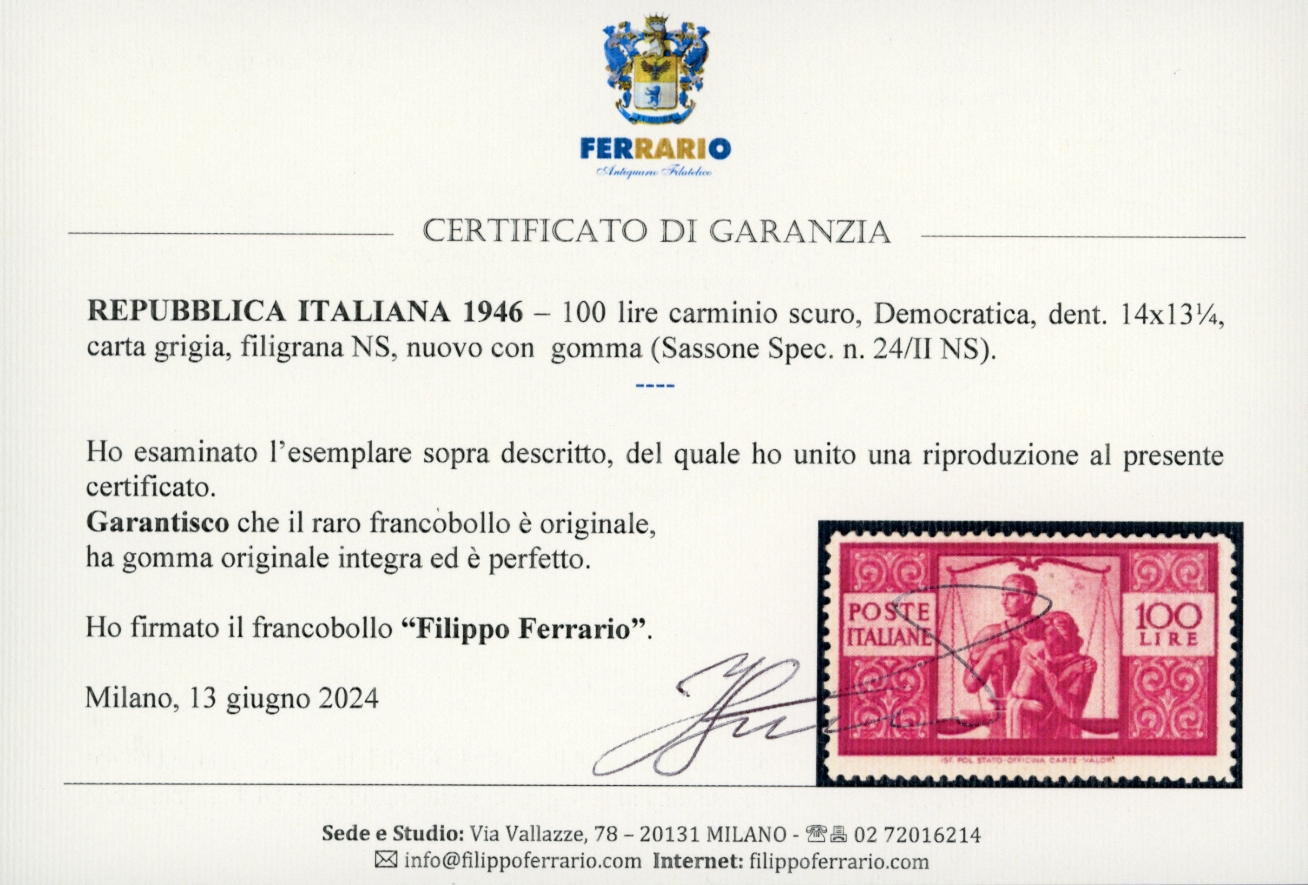 FERRARIO
Antiquario Filatelico
CERTIFICATO DI GARANZIA
REPUBBLICA ITALIANA 1946 – 100 lire carminio scuro, Democratica, dent. 14x13¼,
carta grigia, filigrana NS, nuovo con gomma (Sassone Spec. n. 24/II NS).
----
Ho esaminato l’esemplare sopra descritto, del quale ho unito una riproduzione al presente
certificato.
Garantisco che il raro francobollo è originale,
ha gomma originale integra ed è perfetto.
POSTE
ITALIANE
100
LIRE
IST. POL. STATO-OFFICINA CARTE-VALORI
Ho firmato il francobollo “Filippo Ferrario”.
Milano, 13 giugno 2024
Sede e Studio: Via Vallazze, 78 – 20131 MILANO - 02 72016214
info@filippoferrario.com Internet: filippoferrario.com